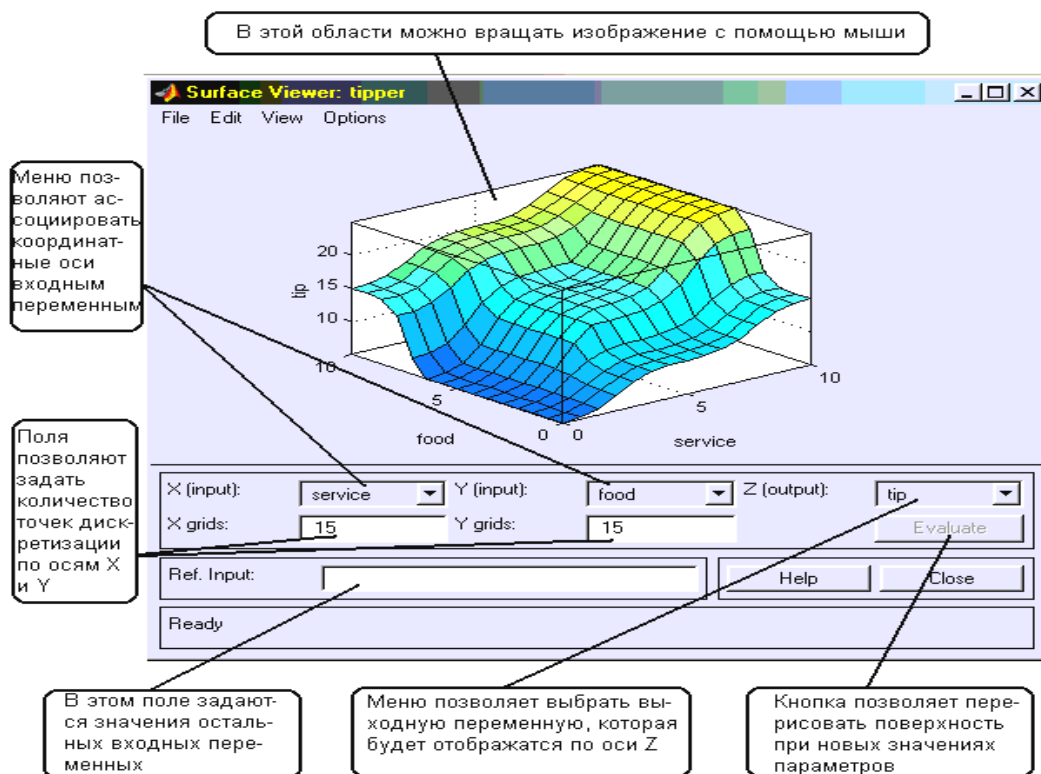 В этой области можно вращать изображение с помощью мыши
Surface Viewer: tipper
File Edit View Options
Меню поз-
воляют ас-
социировать
координат-
ные оси
входным
переменным
20
15
10
tip
10
5
0
0
5
10
food
service
Поля
позволяют
задать
количество
точек диск-
ретизации
по осям X
и Y
X (input): service Y (input): food Z (output): tip
X grids: 15 Y grids: 15 Evaluate
Ref. Input: Help Close
Ready
В этом поле задают-
ся значения осталь-
ных входных пере-
менных
Меню позволяет выбрать вы-
ходную переменную, которая
будет отображатся по оси Z
Кнопка позволяет пере-
рисовать поверхность
при новых значениях
параметров